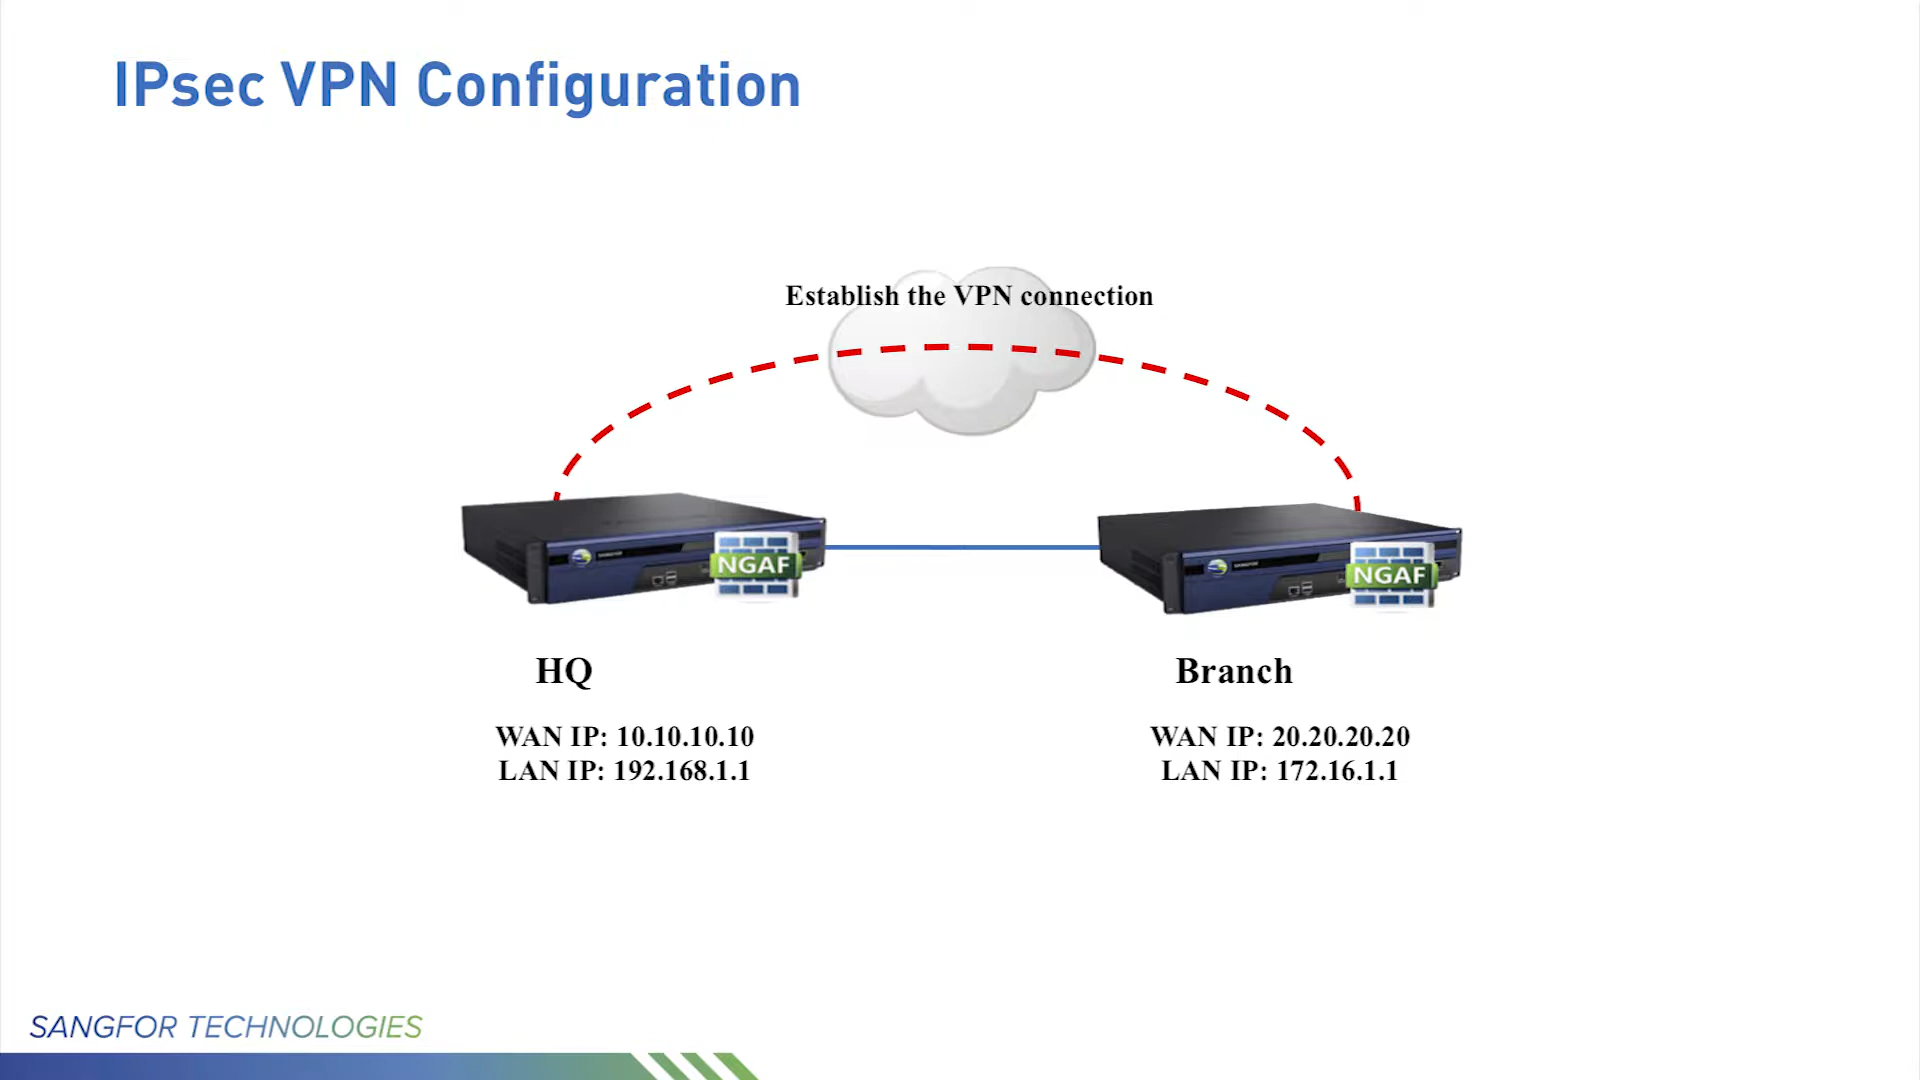 IPsec VPN Configuration
Establish the VPN connection
NGAF
NGAF
HQ
Branch
WAN IP: 10.10.10.10
LAN IP: 192.168.1.1
WAN IP: 20.20.20.20
LAN IP: 172.16.1.1
SANGFOR TECHNOLOGIES